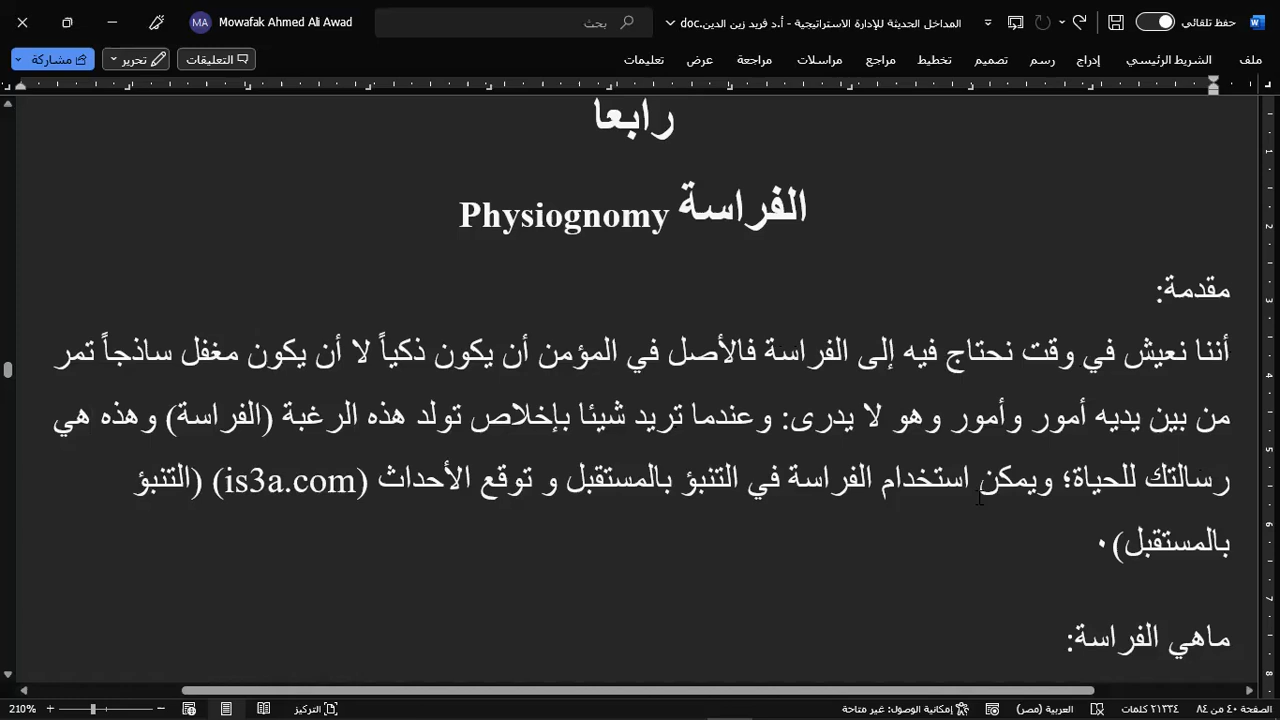 Mowafak Ahmed Ali Awad
MA
بحث
المداخل الحديثة للإدارة الاستراتيجية - أ.د فريد زين الدين.doc
حفظ تلقائي
ملف
الشريط الرئيسي
إدراج
رسم
تصميم
تخطيط
مراجع
مراسلات
مراجعة
عرض
تعليمات
التعليقات
تحرير
مشاركة
رابعا
الفراسة Physiognomy
مقدمة:
أننا نعيش في وقت نحتاج فيه إلى الفراسة فالأصل في المؤمن أن يكون ذكياً لا أن يكون مغفل ساذجاً تمر
من بين يديه أمور وأمور وهو لا يدرى: وعندما تريد شيئا بإخلاص تولد هذه الرغبة (الفراسة) وهذه هي
رسالتك للحياة؛ ويمكن استخدام الفراسة في التنبؤ بالمستقبل و توقع الأحداث (is3a.com) (التنبؤ
بالمستقبل)٠
ماهي الفراسة:
الصفحة ٤٠ من ٨٤
٢١٣٣٤ كلمات
العربية (مصر)
إمكانية الوصول: غير متاحة
التركيز
210%